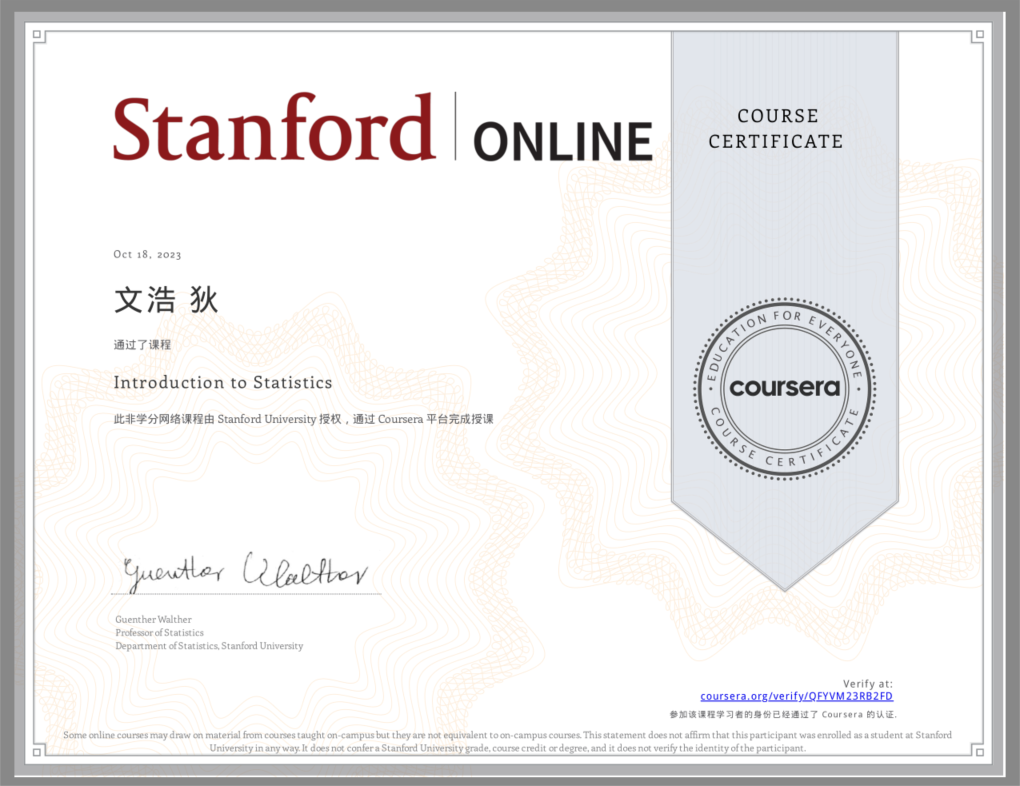 Stanford ONLINE
COURSE
CERTIFICATE
Oct 18, 2023
文浩 狄
通过了课程
Introduction to Statistics
此非学分网络课程由 Stanford University 授权，通过 Coursera 平台完成授课
EDUCATION FOR EVERYONE
coursera
COURSE CERTIFICATE
Guenther Walther
Guenther Walther
Professor of Statistics
Department of Statistics, Stanford University
Verify at:
coursera.org/verify/QFYVM23RB2FD
参加该课程学习者的身份已经通过了 Coursera 的认证.
Some online courses may draw on material from courses taught on-campus but they are not equivalent to on-campus courses. This statement does not affirm that this participant was enrolled as a student at Stanford
University in any way. It does not confer a Stanford University grade, course credit or degree, and it does not verify the identity of the participant.